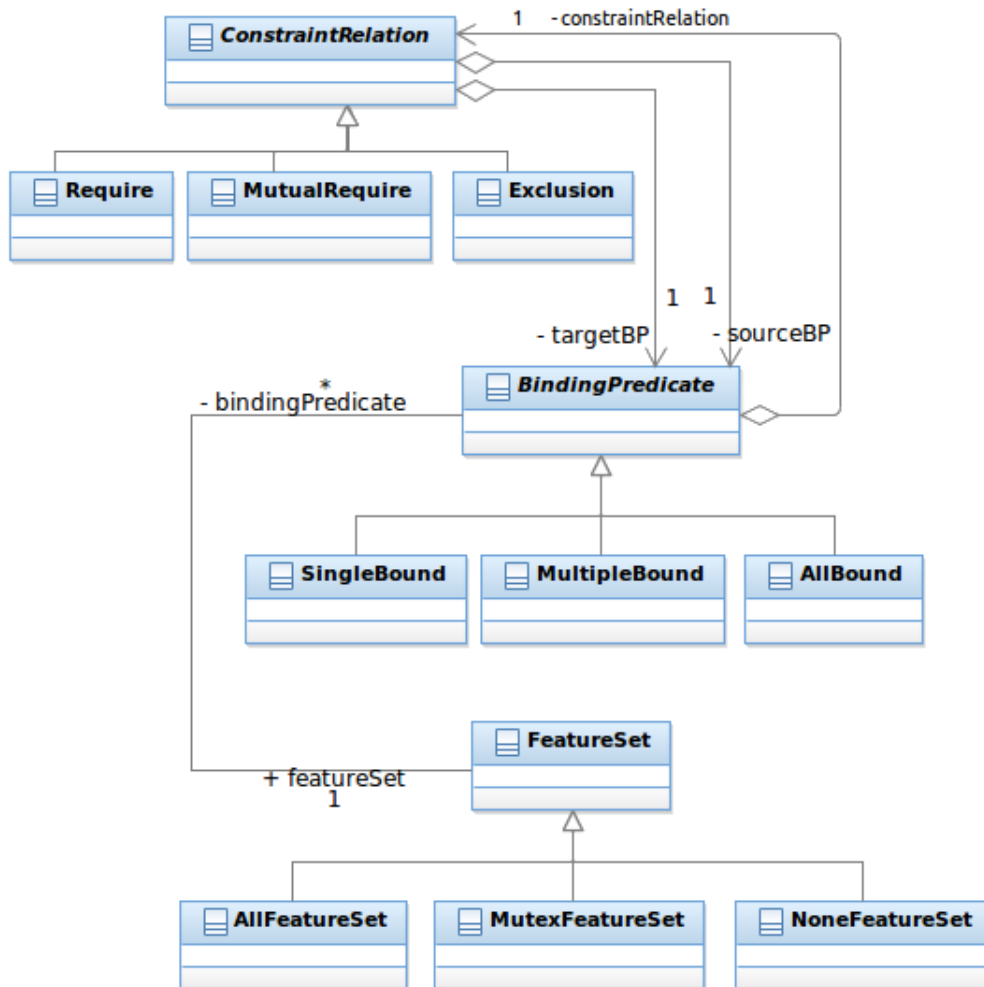 1 -constraintRelation
ConstraintRelation
Require
MutualRequire
Exclusion
1
1
- targetBP
- sourceBP
BindingPredicate
*
- bindingPredicate
SingleBound
MultipleBound
AllBound
FeatureSet
+ featureSet
1
AllFeatureSet
MutexFeatureSet
NoneFeatureSet